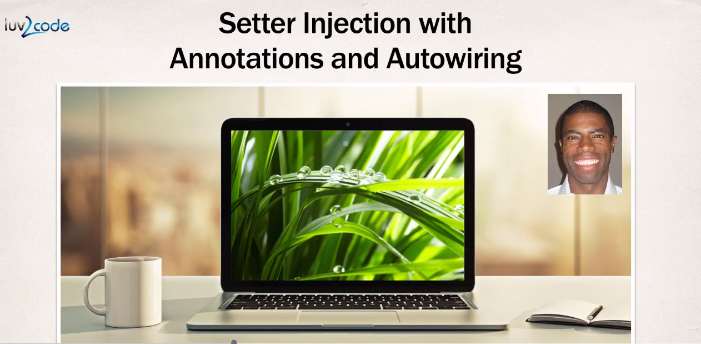 luv2code
Setter Injection with
Annotations and Autowiring